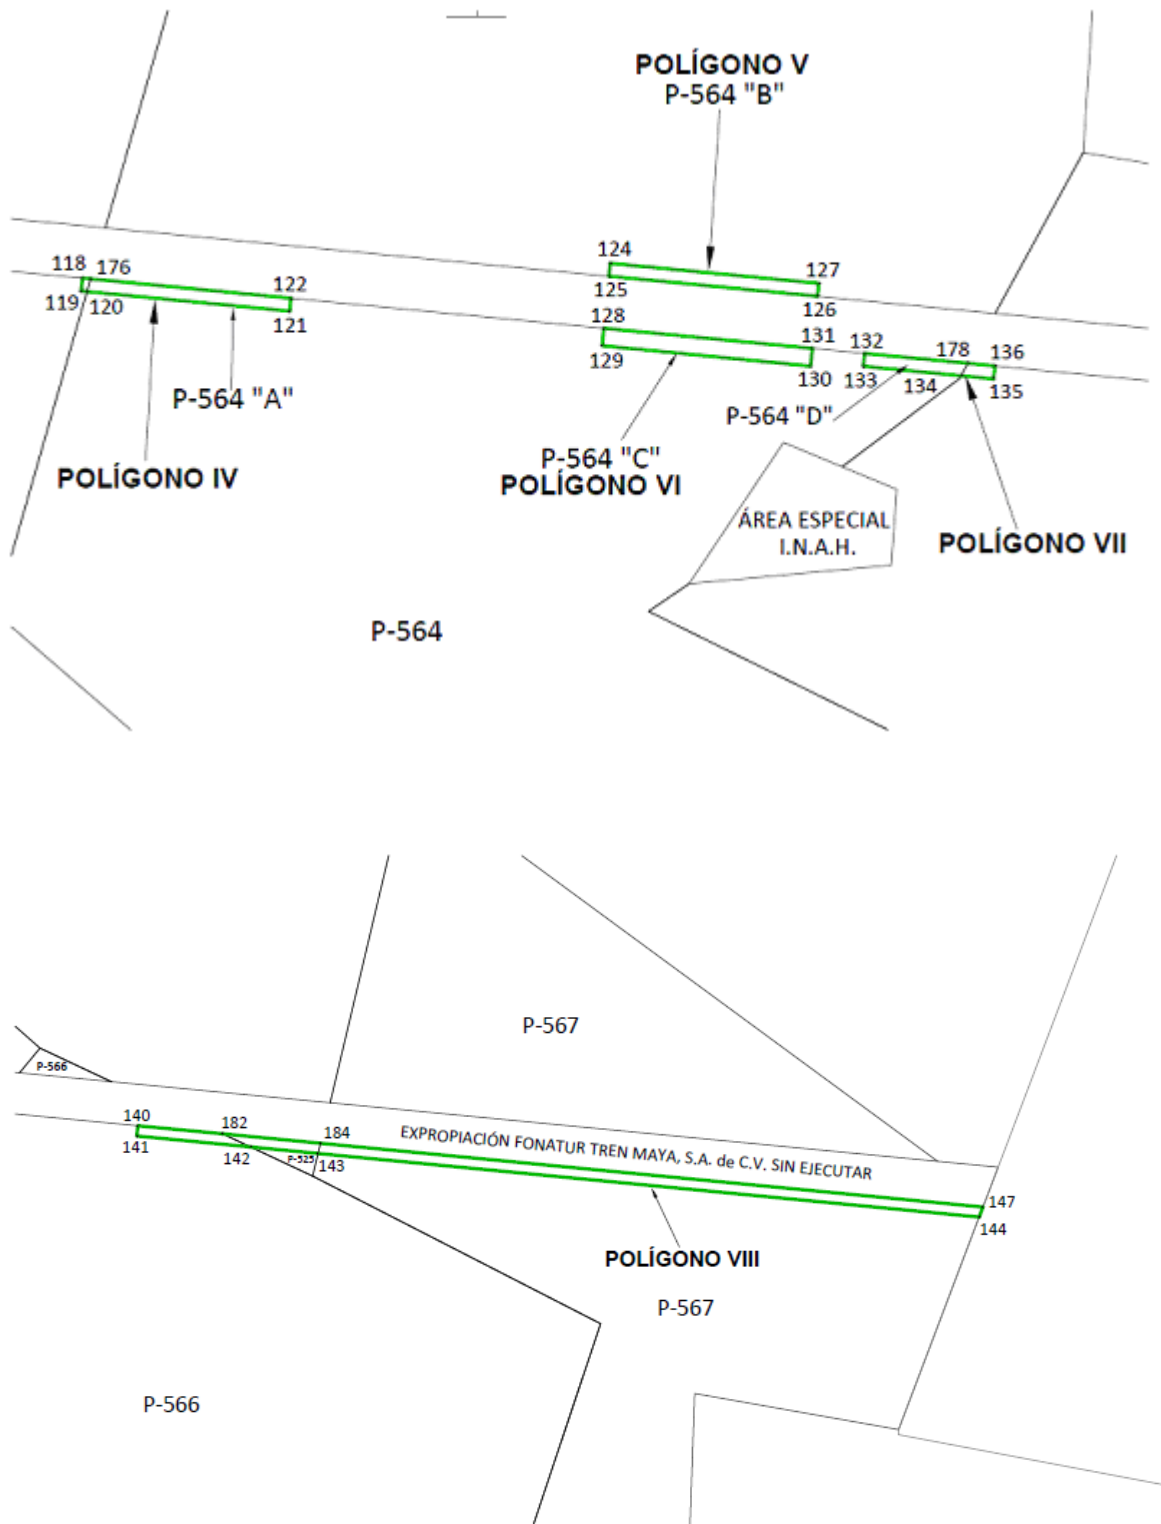 POLÍGONO V
P-564 "B"
124
118
176
127
122
125
119
120
126
121
128
131
132
178
136
129
130
133
134
135
P-564 "A"
P-564 "D"
P-564 "C"
POLÍGONO IV
POLÍGONO VI
ÁREA ESPECIAL
I.N.A.H.
POLÍGONO VII
P-564
P-567
P-566
140
182
184
EXPROPIACIÓN FONATUR TREN MAYA, S.A. de C.V. SIN EJECUTAR
141
142
P-525
143
147
144
POLÍGONO VIII
P-567
P-566